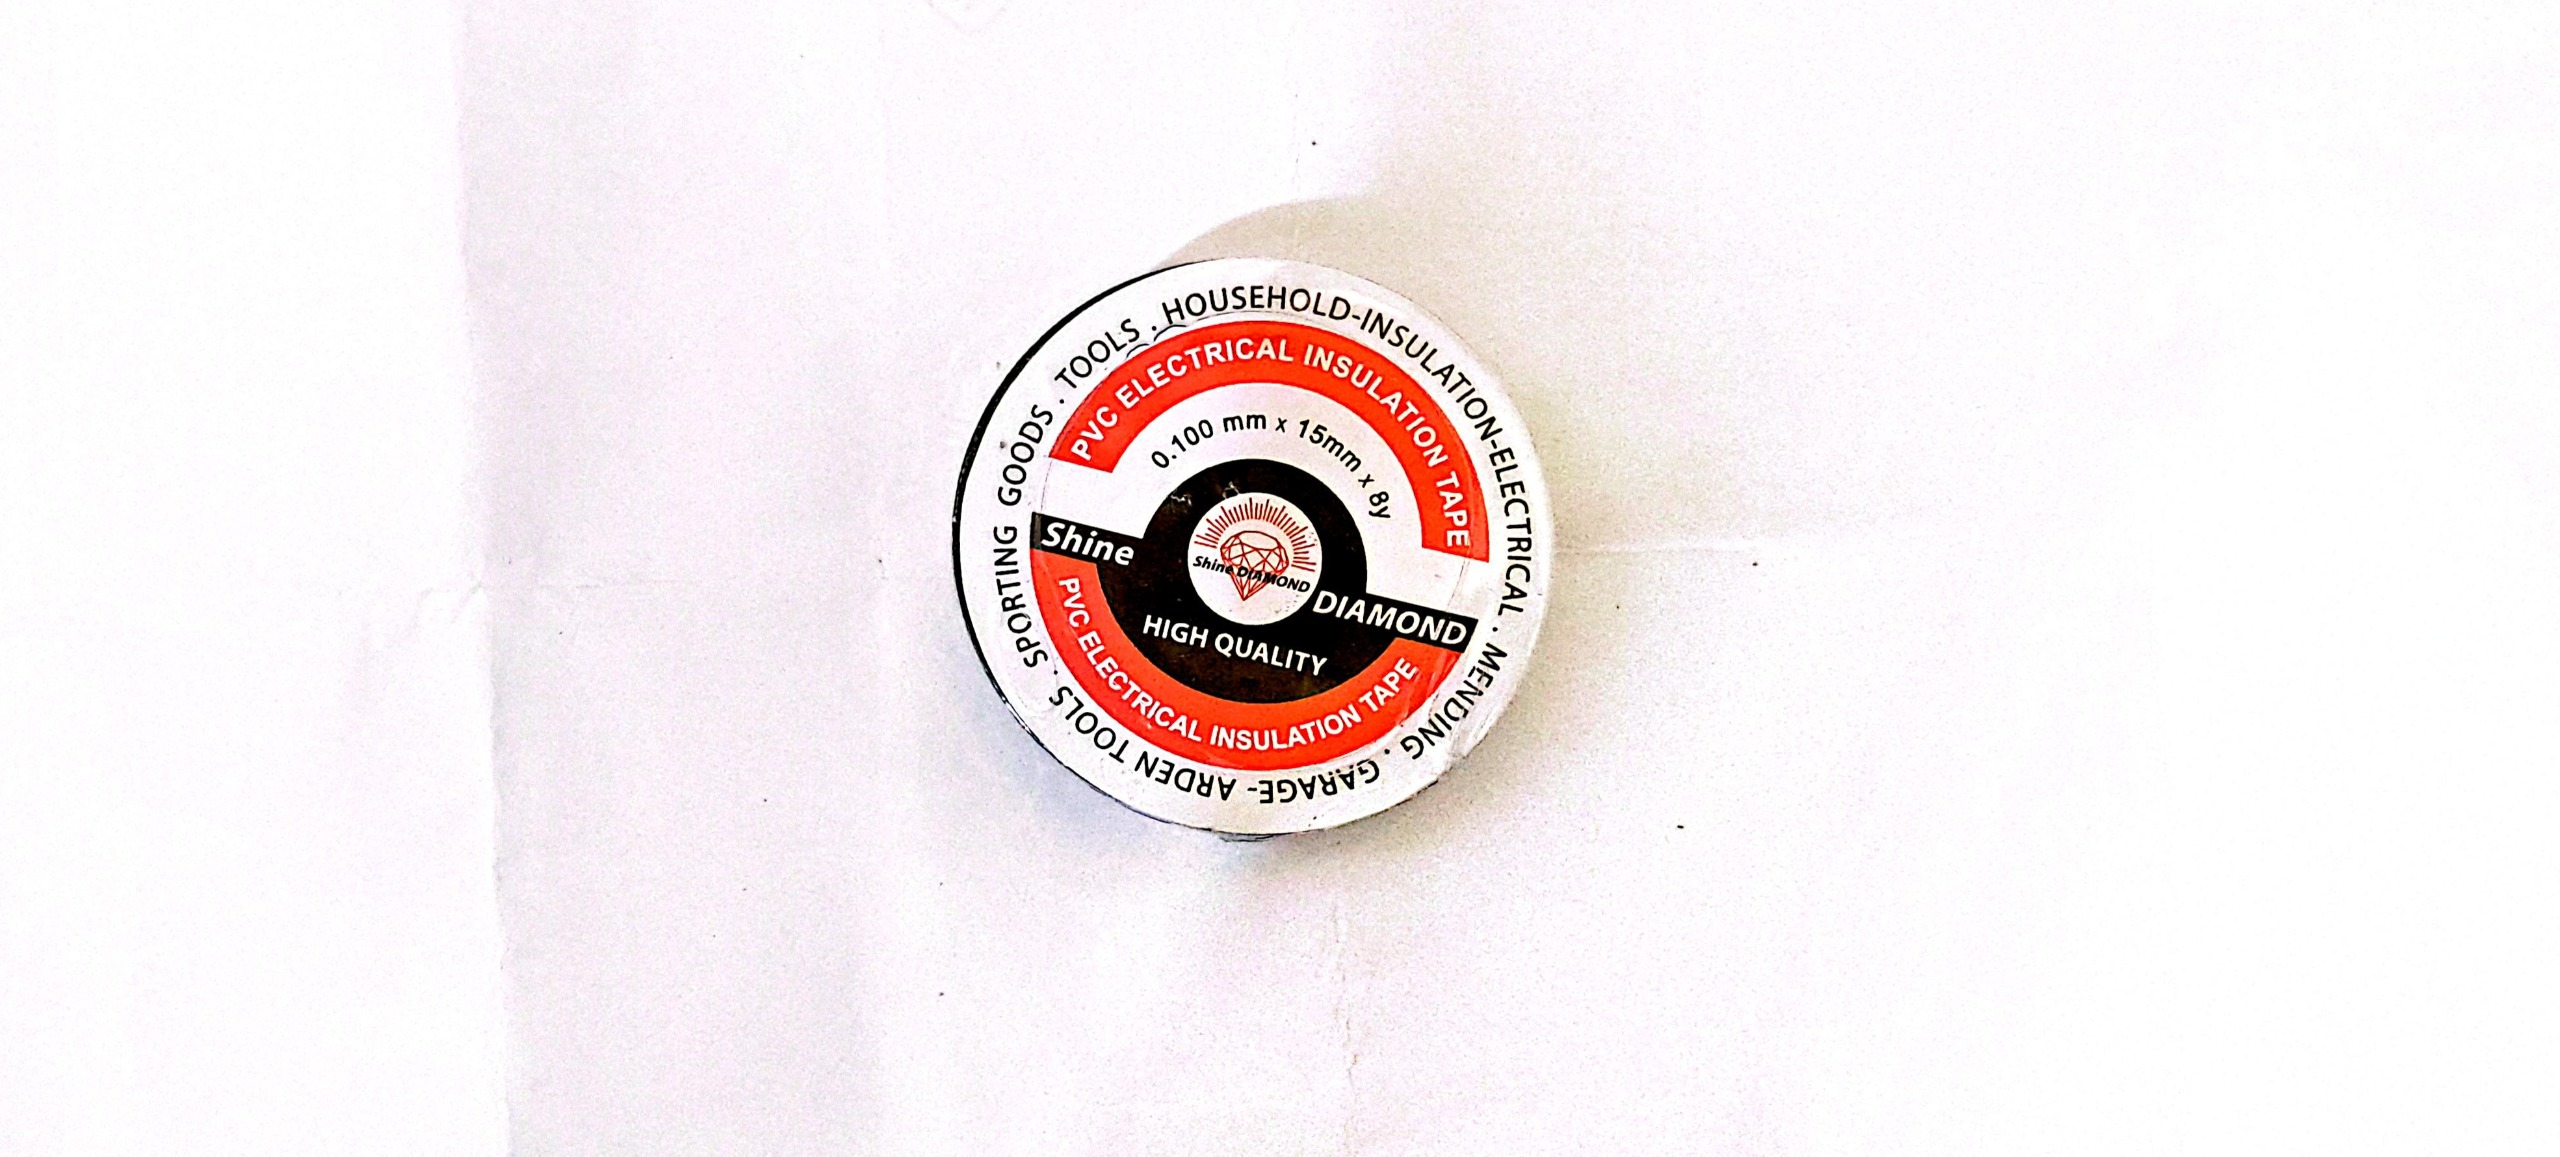 HOUSEHOLD-INSULATION-ELECTRICAL . MENDING . GARAGE- ARDEN TOOLS . SPORTING GOODS . TOOLS .
PVC ELECTRICAL INSULATION TAPE
0.100 mm x 15mm x 8y
Shine DIAMOND
Shine DIAMOND
HIGH QUALITY
PVC ELECTRICAL INSULATION TAPE